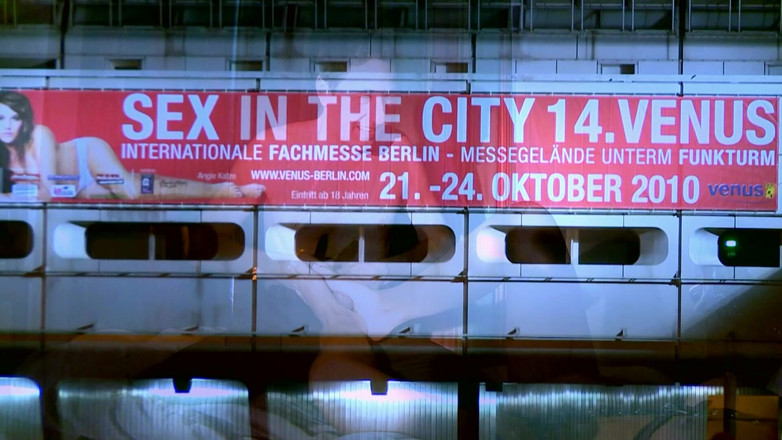 SEX IN THE CITY 14.VENUS
INTERNATIONALE FACHMESSE BERLIN - MESSEGELÄNDE UNTERM FUNKTURM
Angie Katze
WWW.VENUS-BERLIN.COM
Eintritt ab 18 Jahren
21. -24. OKTOBER 2010
venus